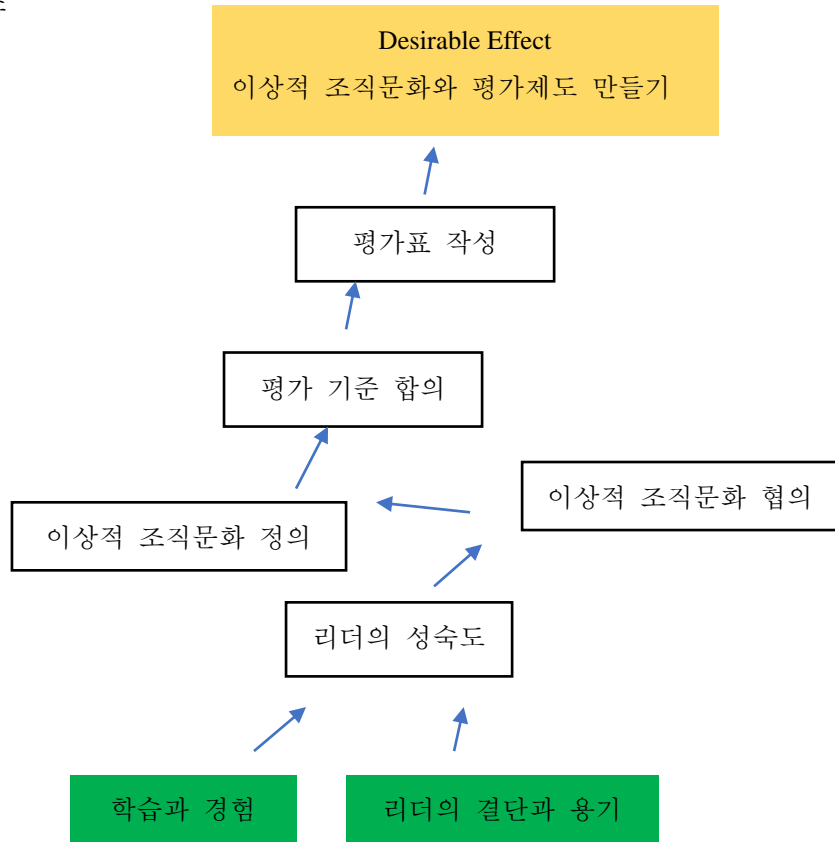 Desirable Effect
이상적 조직문화와 평가제도 만들기
평가표 작성
평가 기준 합의
이상적 조직문화 협의
이상적 조직문화 정의
리더의 성숙도
학습과 경험
리더의 결단과 용기